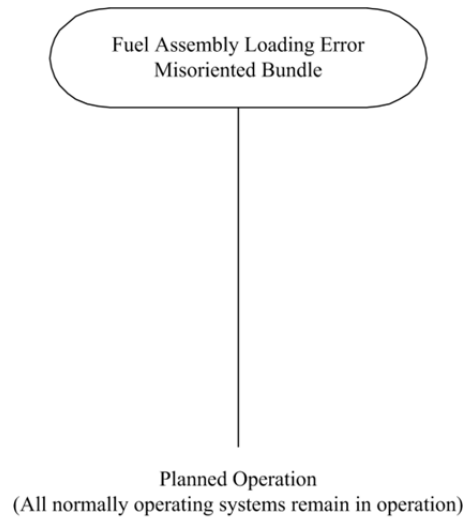 Fuel Assembly Loading Error
Misoriented Bundle
Planned Operation
(All normally operating systems remain in operation)